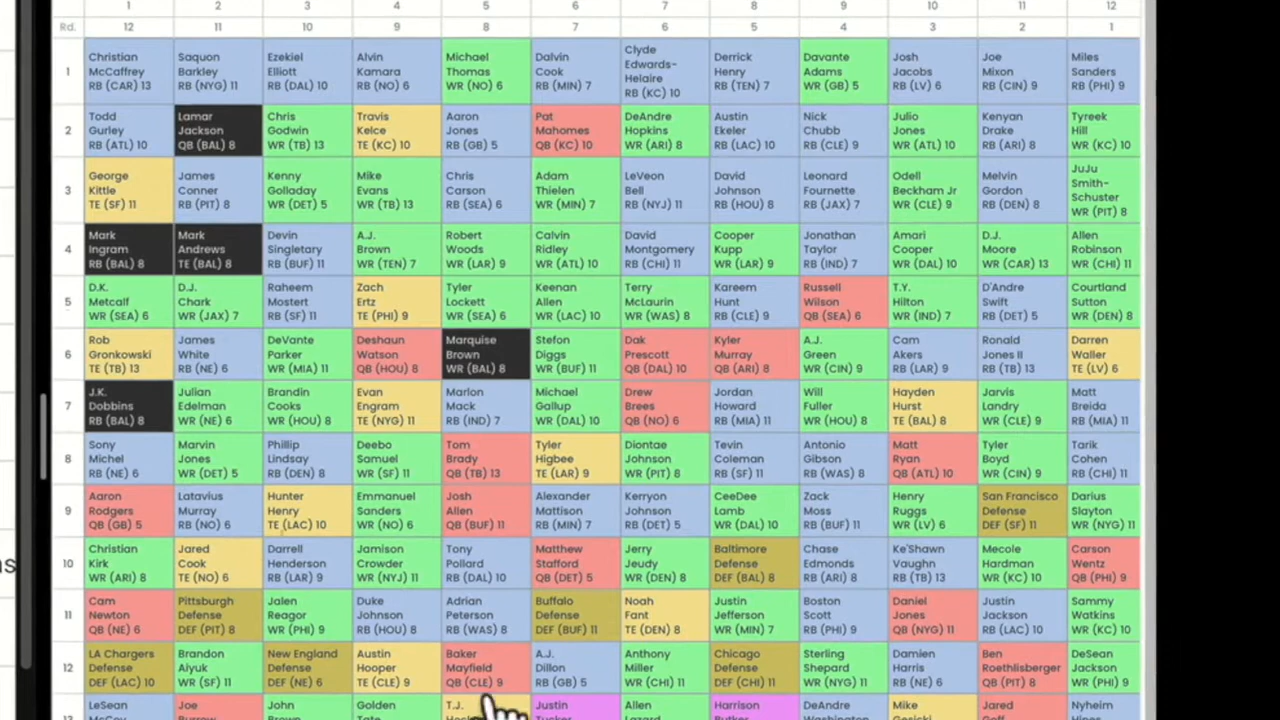 1 2 3 4 5 6 7 8 9 10 11 12
Rd. 12 11 10 9 8 7 6 5 4 3 2 1
1
Christian McCaffrey RB (CAR) 13
Saquon Barkley RB (NYG) 11
Ezekiel Elliott RB (DAL) 10
Alvin Kamara RB (NO) 6
Michael Thomas WR (NO) 6
Dalvin Cook RB (MIN) 7
Clyde Edwards-Helaire RB (KC) 10
Derrick Henry RB (TEN) 7
Davante Adams WR (GB) 5
Josh Jacobs RB (LV) 6
Joe Mixon RB (CIN) 9
Miles Sanders RB (PHI) 9
2
Todd Gurley RB (ATL) 10
Lamar Jackson QB (BAL) 8
Chris Godwin WR (TB) 13
Travis Kelce TE (KC) 10
Aaron Jones RB (GB) 5
Pat Mahomes QB (KC) 10
DeAndre Hopkins WR (ARI) 8
Austin Ekeler RB (LAC) 10
Nick Chubb RB (CLE) 9
Julio Jones WR (ATL) 10
Kenyan Drake RB (ARI) 8
Tyreek Hill WR (KC) 10
3
George Kittle TE (SF) 11
James Conner RB (PIT) 8
Kenny Golladay WR (DET) 5
Mike Evans WR (TB) 13
Chris Carson RB (SEA) 6
Adam Thielen WR (MIN) 7
LeVeon Bell RB (NYJ) 11
David Johnson RB (HOU) 8
Leonard Fournette RB (JAX) 7
Odell Beckham Jr WR (CLE) 9
Melvin Gordon RB (DEN) 8
JuJu Smith-Schuster WR (PIT) 8
4
Mark Ingram RB (BAL) 8
Mark Andrews TE (BAL) 8
Devin Singletary RB (BUF) 11
A.J. Brown WR (TEN) 7
Robert Woods WR (LAR) 9
Calvin Ridley WR (ATL) 10
David Montgomery RB (CHI) 11
Cooper Kupp WR (LAR) 9
Jonathan Taylor RB (IND) 7
Amari Cooper WR (DAL) 10
D.J. Moore WR (CAR) 13
Allen Robinson WR (CHI) 11
5
D.K. Metcalf WR (SEA) 6
D.J. Chark WR (JAX) 7
Raheem Mostert RB (SF) 11
Zach Ertz TE (PHI) 9
Tyler Lockett WR (SEA) 6
Keenan Allen WR (LAC) 10
Terry McLaurin WR (WAS) 8
Kareem Hunt RB (CLE) 9
Russell Wilson QB (SEA) 6
T.Y. Hilton WR (IND) 7
D'Andre Swift RB (DET) 5
Courtland Sutton WR (DEN) 8
6
Rob Gronkowski TE (TB) 13
James White RB (NE) 6
DeVante Parker WR (MIA) 11
Deshaun Watson QB (HOU) 8
Marquise Brown WR (BAL) 8
Stefon Diggs WR (BUF) 11
Dak Prescott QB (DAL) 10
Kyler Murray QB (ARI) 8
A.J. Green WR (CIN) 9
Cam Akers RB (LAR) 9
Ronald Jones II RB (TB) 13
Darren Waller TE (LV) 6
7
J.K. Dobbins RB (BAL) 8
Julian Edelman WR (NE) 6
Brandin Cooks WR (HOU) 8
Evan Engram TE (NYG) 11
Marlon Mack RB (IND) 7
Michael Gallup WR (DAL) 10
Drew Brees QB (NO) 6
Jordan Howard RB (MIA) 11
Will Fuller WR (HOU) 8
Hayden Hurst TE (BAL) 8
Jarvis Landry WR (CLE) 9
Matt Breida RB (MIA) 11
8
Sony Michel RB (NE) 6
Marvin Jones WR (DET) 5
Phillip Lindsay RB (DEN) 8
Deebo Samuel WR (SF) 11
Tom Brady QB (TB) 13
Tyler Higbee TE (LAR) 9
Diontae Johnson WR (PIT) 8
Tevin Coleman RB (SF) 11
Antonio Gibson RB (WAS) 8
Matt Ryan QB (ATL) 10
Tyler Boyd WR (CIN) 9
Tarik Cohen RB (CHI) 11
9
Aaron Rodgers QB (GB) 5
Latavius Murray RB (NO) 6
Hunter Henry TE (LAC) 10
Emmanuel Sanders WR (NO) 6
Josh Allen QB (BUF) 11
Alexander Mattison RB (MIN) 7
Kerryon Johnson RB (DET) 5
CeeDee Lamb WR (DAL) 10
Zack Moss RB (BUF) 11
Henry Ruggs WR (LV) 6
San Francisco Defense DEF (SF) 11
Darius Slayton WR (NYG) 11
10
Christian Kirk WR (ARI) 8
Jared Cook TE (NO) 6
Darrell Henderson RB (LAR) 9
Jamison Crowder WR (NYJ) 11
Tony Pollard RB (DAL) 10
Matthew Stafford QB (DET) 5
Jerry Jeudy WR (DEN) 8
Baltimore Defense DEF (BAL) 8
Chase Edmonds RB (ARI) 8
Ke'Shawn Vaughn RB (TB) 13
Mecole Hardman WR (KC) 10
Carson Wentz QB (PHI) 9
11
Cam Newton QB (NE) 6
Pittsburgh Defense DEF (PIT) 8
Jalen Reagor WR (PHI) 9
Duke Johnson RB (HOU) 8
Adrian Peterson RB (WAS) 8
Buffalo Defense DEF (BUF) 11
Noah Fant TE (DEN) 8
Justin Jefferson WR (MIN) 7
Boston Scott RB (PHI) 9
Daniel Jones QB (NYG) 11
Justin Jackson RB (LAC) 10
Sammy Watkins WR (KC) 10
12
LA Chargers Defense DEF (LAC) 10
Brandon Aiyuk WR (SF) 11
New England Defense DEF (NE) 6
Austin Hooper TE (CLE) 9
Baker Mayfield QB (CLE) 9
A.J. Dillon RB (GB) 5
Anthony Miller WR (CHI) 11
Chicago Defense DEF (CHI) 11
Sterling Shepard WR (NYG) 11
Damien Harris RB (NE) 6
Ben Roethlisberger QB (PIT) 8
DeSean Jackson WR (PHI) 9
LeSean
Joe
John
Golden
T.J.
Justin
Allen
Harrison
DeAndre
Mike
Jared
Nyheim